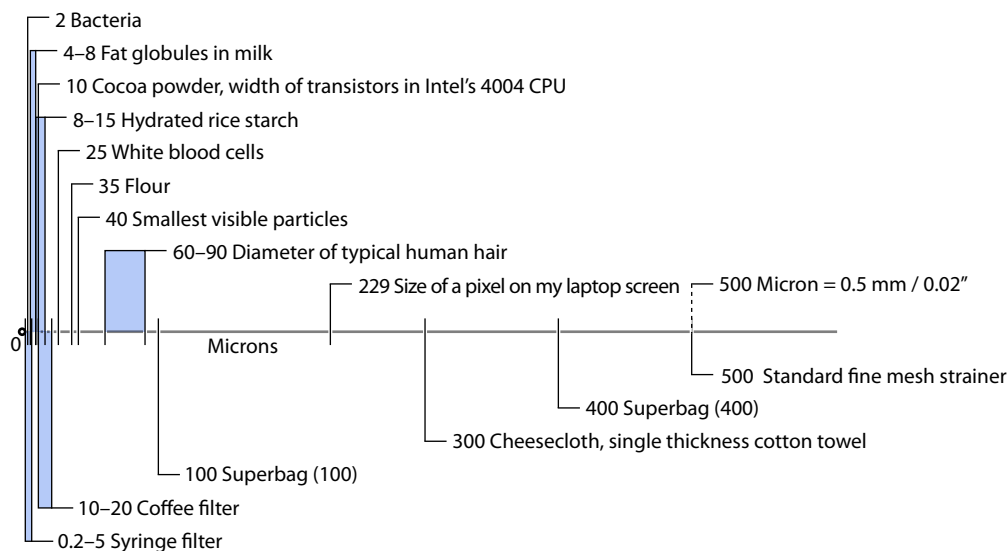 2 Bacteria
4–8 Fat globules in milk
10 Cocoa powder, width of transistors in Intel’s 4004 CPU
8–15 Hydrated rice starch
25 White blood cells
35 Flour
40 Smallest visible particles
60–90 Diameter of typical human hair
229 Size of a pixel on my laptop screen
500 Micron = 0.5 mm / 0.02”
0
Microns
500 Standard fine mesh strainer
400 Superbag (400)
300 Cheesecloth, single thickness cotton towel
100 Superbag (100)
10–20 Coffee filter
0.2–5 Syringe filter